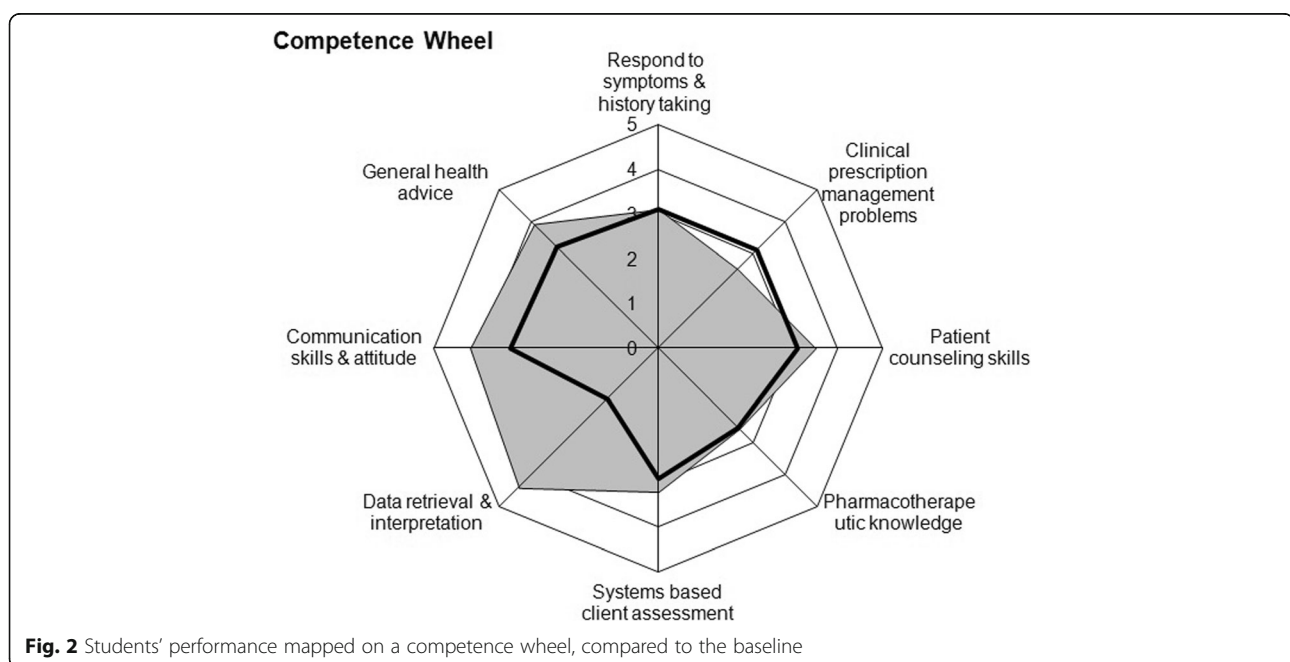 Competence Wheel
Respond to
symptoms &
history taking
5
4
3
2
1
0
Clinical
prescription
management
problems
Patient
counseling skills
Pharmacotherape
utic knowledge
Systems based
client assessment
Data retrieval &
interpretation
Communication
skills & attitude
General health
advice
Fig. 2 Students' performance mapped on a competence wheel, compared to the baseline